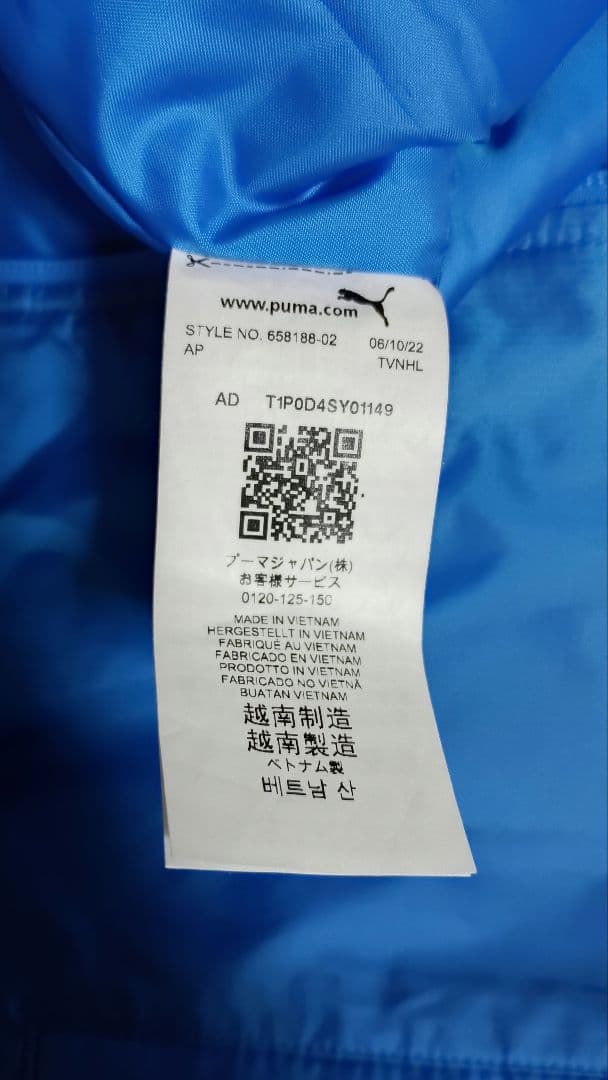 www.puma.com
STYLE NO. 658188-02 06/10/22
AP TVNHL
AD T1P0D4SY01149
プーマジャパン(株)
お客様サービス
0120-125-150
MADE IN VIETNAM
HERGESTELLT IN VIETNAM
FABRIQUÉ AU VIETNAM
FABRICADO EN VIETNAM
PRODOTTO IN VIETNAM
FABRICADO NO VIETNÃ
BUATAN VIETNAM
越南制造
越南製造
ベトナム製
베트남 산